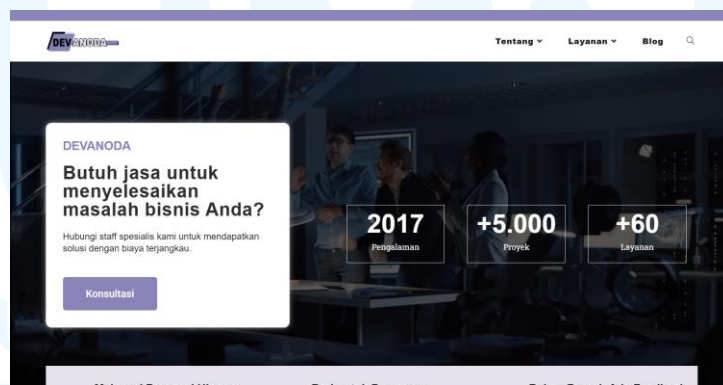 DEVANODA
Tentang Layanan Blog
DEVANODA
Butuh jasa untuk
menyelesaikan
masalah bisnis Anda?
Hubungi staff spesialis kami untuk mendapatkan
solusi dengan biaya terjangkau.
Konsultasi
2017
Pengalaman
+5.000
Proyek
+60
Layanan